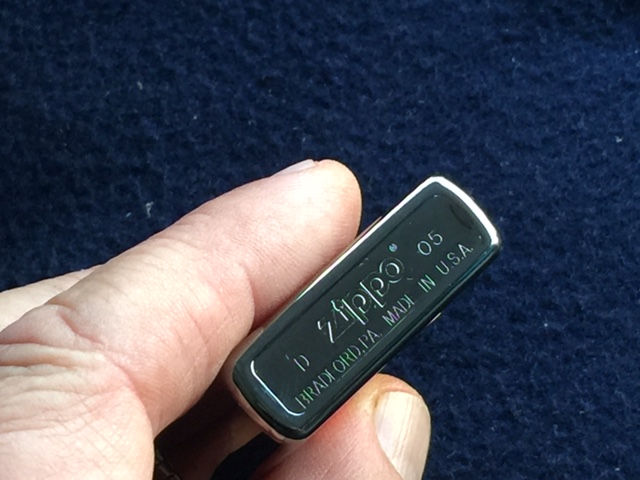 D Zippo ® 05
BRADFORD, PA. MADE IN U.S.A.